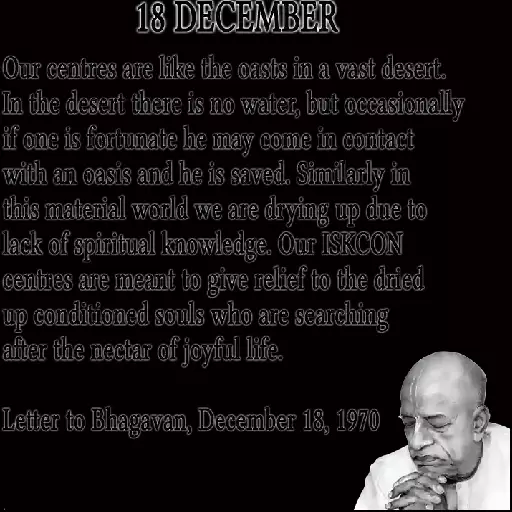 18 DECEMBER
Our centres are like the oasis in a vast desert.
In the desert there is no water, but occasionally
if one is fortunate he may come in contact
with an oasis and he is saved. Similarly in
this material world we are drying up due to
lack of spiritual knowledge. Our ISKCON
centres are meant to give relief to the dried
up conditioned souls who are searching
after the nectar of joyful life.
Letter to Bhagavan, December 18, 1970